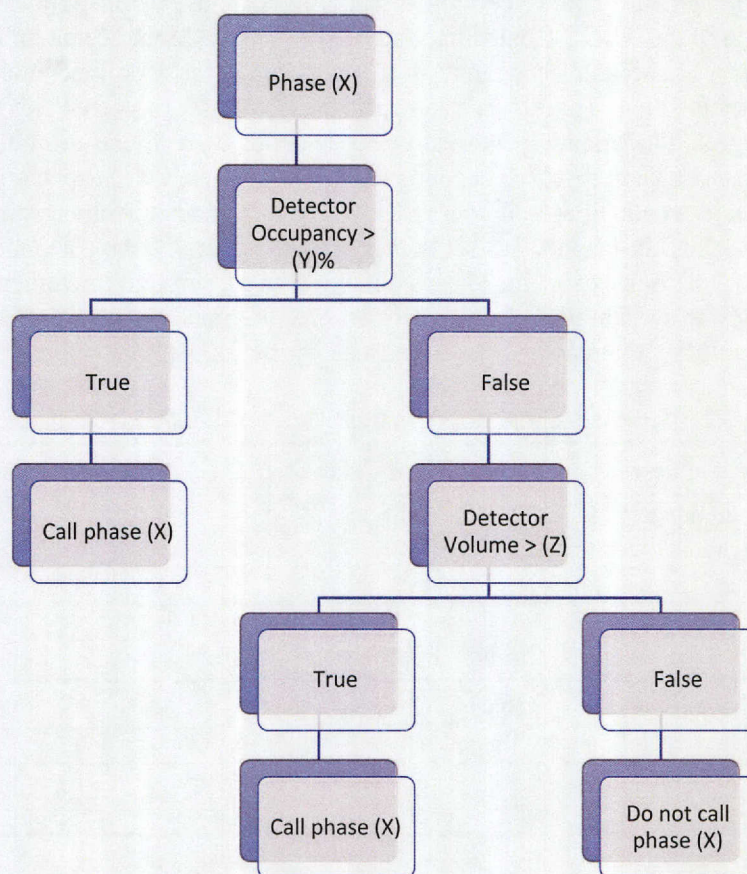 Phase (X)
Detector
Occupancy >
(Y)%
True
False
Call phase (X)
Detector
Volume > (Z)
True
False
Call phase (X)
Do not call
phase (X)